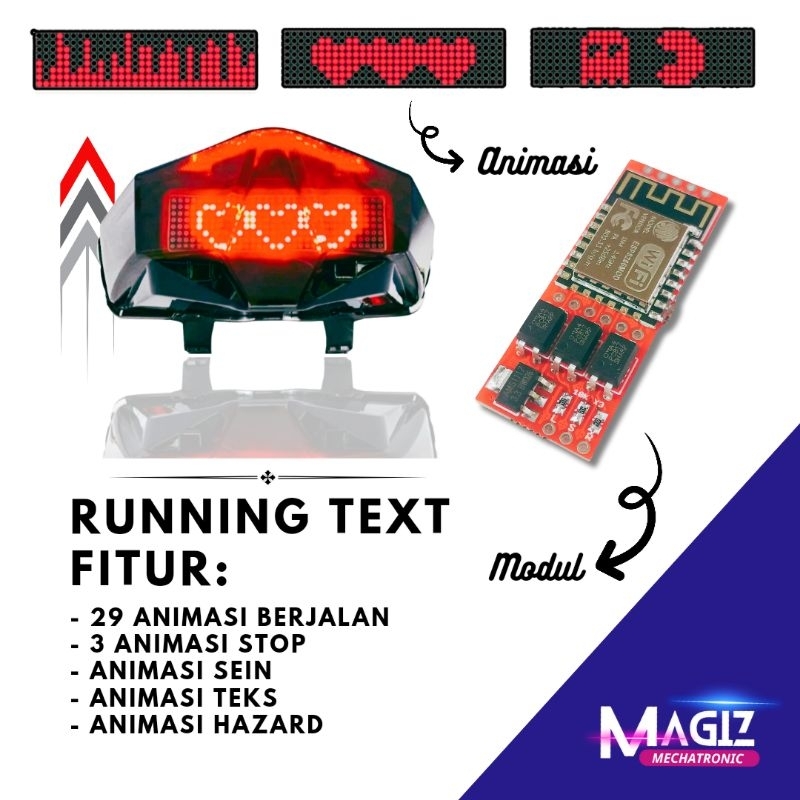 Animasi
WiFi
RUNNING TEXT
FITUR:
- 29 ANIMASI BERJALAN
- 3 ANIMASI STOP
- ANIMASI SEIN
- ANIMASI TEKS
- ANIMASI HAZARD
Modul
MAGIZ
MECHATRONIC